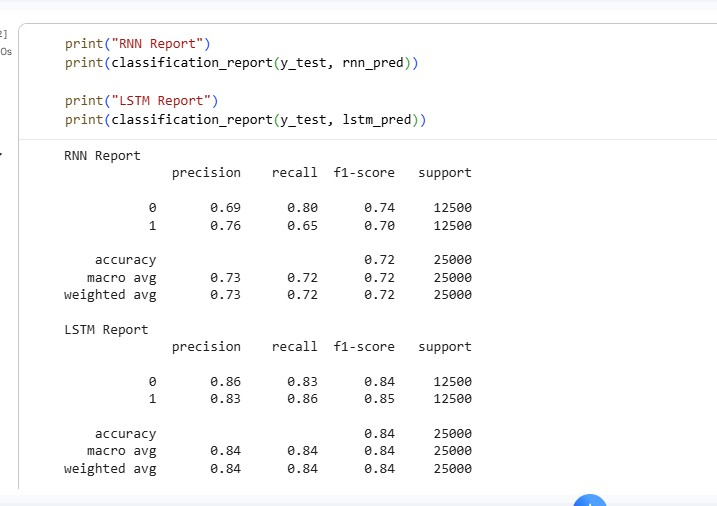 2]
0s
print("RNN Report")
print(classification_report(y_test, rnn_pred))
print("LSTM Report")
print(classification_report(y_test, lstm_pred))
RNN Report
precision recall f1-score support
0 0.69 0.80 0.74 12500
1 0.76 0.65 0.70 12500
accuracy 0.72 25000
macro avg 0.73 0.72 0.72 25000
weighted avg 0.73 0.72 0.72 25000
LSTM Report
precision recall f1-score support
0 0.86 0.83 0.84 12500
1 0.83 0.86 0.85 12500
accuracy 0.84 25000
macro avg 0.84 0.84 0.84 25000
weighted avg 0.84 0.84 0.84 25000